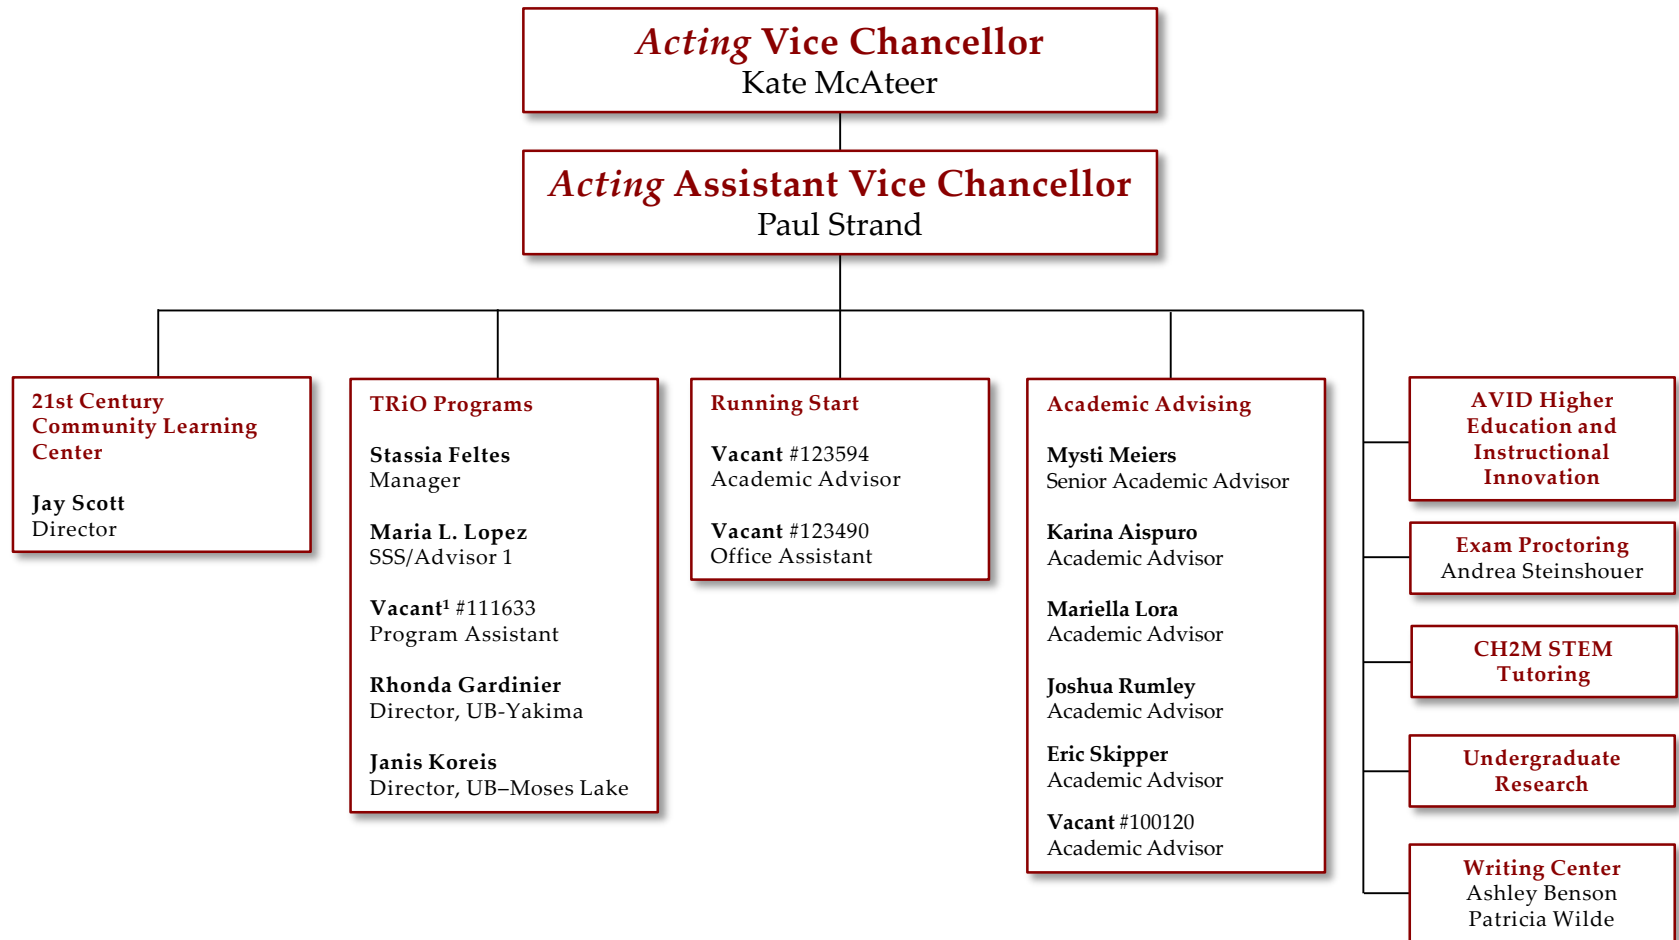 Acting Vice Chancellor
Kate McAteer
Acting Assistant Vice Chancellor
Paul Strand
21st Century
Community Learning
Center
Jay Scott
Director
TRiO Programs
Stassia Feltes
Manager
Maria L. Lopez
SSS/Advisor 1
Vacant¹ #111633
Program Assistant
Rhonda Gardinier
Director, UB-Yakima
Janis Koreis
Director, UB–Moses Lake
Running Start
Vacant #123594
Academic Advisor
Vacant #123490
Office Assistant
Academic Advising
Mysti Meiers
Senior Academic Advisor
Karina Aispuro
Academic Advisor
Mariella Lora
Academic Advisor
Joshua Rumley
Academic Advisor
Eric Skipper
Academic Advisor
Vacant #100120
Academic Advisor
AVID Higher
Education and
Instructional
Innovation
Exam Proctoring
Andrea Steinshouer
CH2M STEM
Tutoring
Undergraduate
Research
Writing Center
Ashley Benson
Patricia Wilde